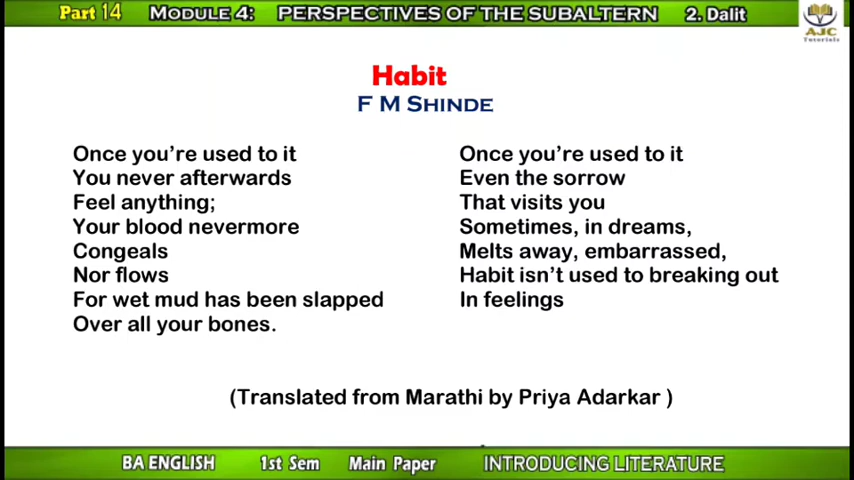 Part 14 MODULE 4: PERSPECTIVES OF THE SUBALTERN 2. Dalit
AJC
Tutorials
Habit
F M SHINDE
Once you're used to it
You never afterwards
Feel anything;
Your blood nevermore
Congeals
Nor flows
For wet mud has been slapped
Over all your bones.
Once you're used to it
Even the sorrow
That visits you
Sometimes, in dreams,
Melts away, embarrassed,
Habit isn't used to breaking out
In feelings
(Translated from Marathi by Priya Adarkar )
BA ENGLISH 1st Sem Main Paper INTRODUCING LITERATURE